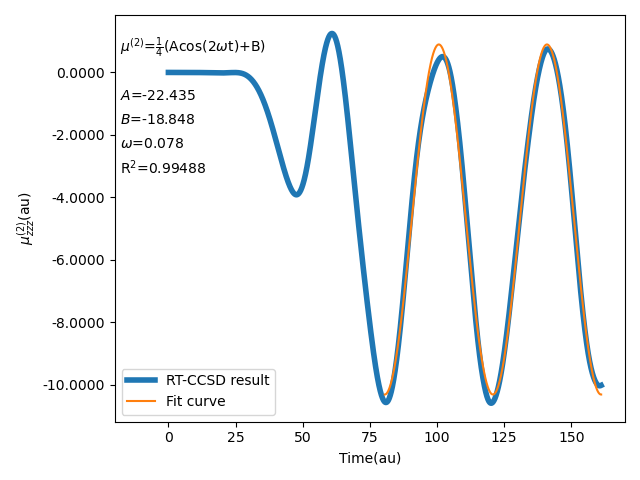 μ^(2)=1/4(Acos(2ωt)+B)
A=-22.435
B=-18.848
ω=0.078
R²=0.99488
0.0000
-2.0000
-4.0000
-6.0000
-8.0000
-10.0000
μ_zzz^(2)(au)
RT-CCSD result
Fit curve
0 25 50 75 100 125 150
Time(au)